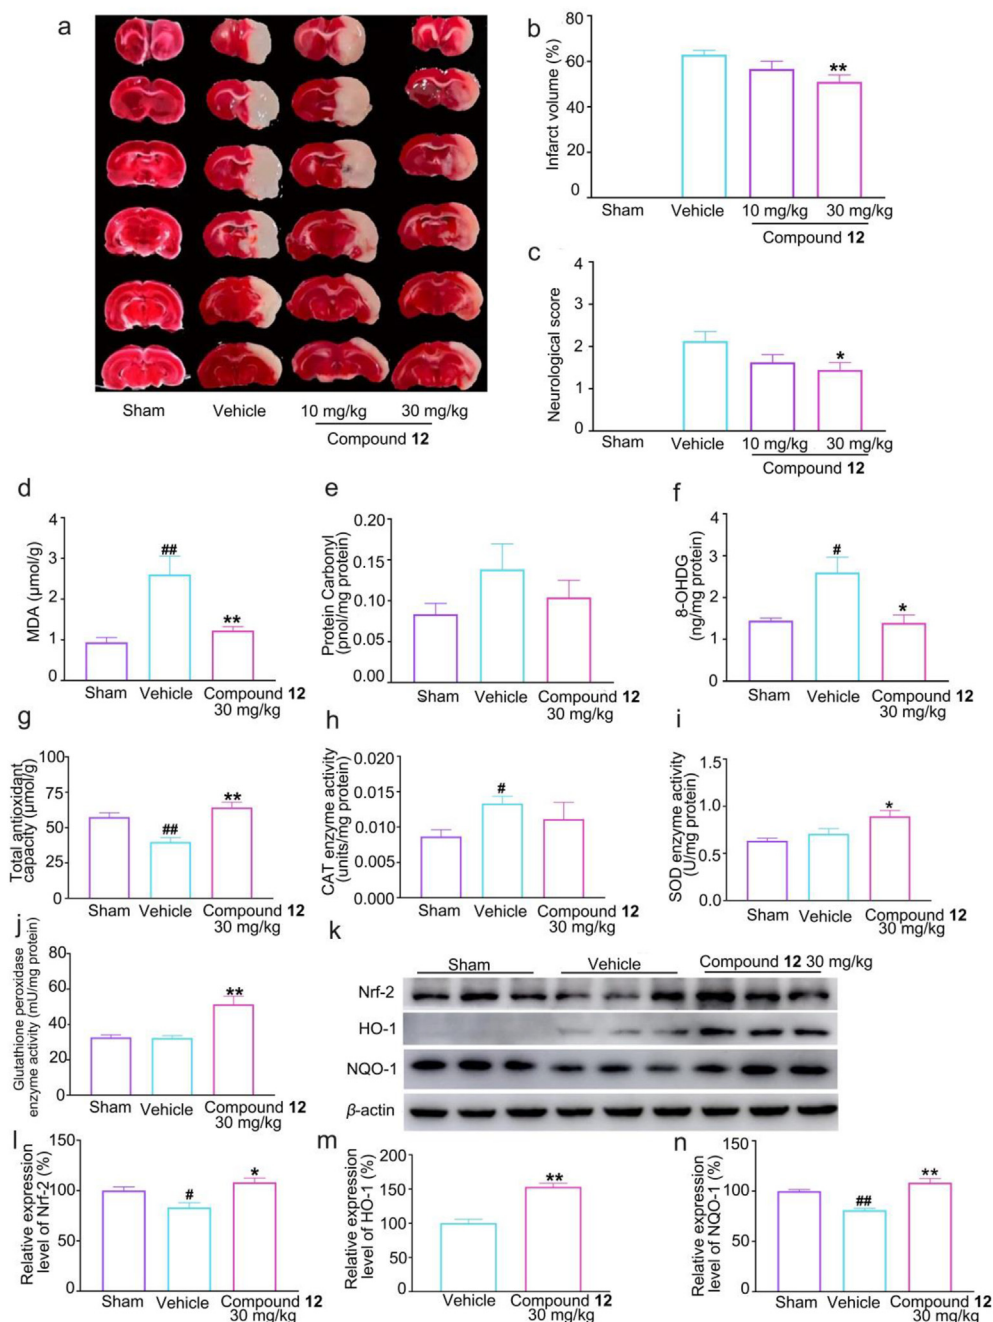 a
Sham
Vehicle
10 mg/kg
30 mg/kg
Compound 12
b
Infarct volume (%)
80
60
40
20
0
**
Sham
Vehicle
10 mg/kg
30 mg/kg
Compound 12
c
Neurological score
4
3
2
1
0
*
Sham
Vehicle
10 mg/kg
30 mg/kg
Compound 12
d
MDA (μmol/g)
4
3
2
1
0
##
**
Sham
Vehicle
Compound 12
30 mg/kg
e
Protein Carbonyl
(pnol/mg protein)
0.20
0.15
0.10
0.05
0.00
Sham
Vehicle
Compound 12
30 mg/kg
f
8-OHDG
(ng/mg protein)
4
3
2
1
0
#
*
Sham
Vehicle
Compound 12
30 mg/kg
g
Total antioxidant
capacity (μmol/g)
100
75
50
25
0
##
**
Sham
Vehicle
Compound 12
30 mg/kg
h
CAT enzyme activity
(units/mg protein)
0.020
0.015
0.010
0.005
0.000
#
Sham
Vehicle
Compound 12
30 mg/kg
i
SOD enzyme activity
(U/mg protein)
1.5
1.0
0.5
0.0
*
Sham
Vehicle
Compound 12
30 mg/kg
j
Glutathione peroxidase
enzyme activity (mU/mg protein)
80
60
40
20
0
**
Sham
Vehicle
Compound 12
30 mg/kg
k
Sham
Vehicle
Compound 12 30 mg/kg
Nrf-2
HO-1
NQO-1
β-actin
l
Relative expression
level of Nrf-2 (%)
150
100
50
0
#
*
Sham
Vehicle
Compound 12
30 mg/kg
m
Relative expression
level of HO-1 (%)
200
150
100
50
0
**
Vehicle
Compound 12
30 mg/kg
n
Relative expression
level of NQO-1 (%)
150
100
50
0
##
**
Sham
Vehicle
Compound 12
30 mg/kg